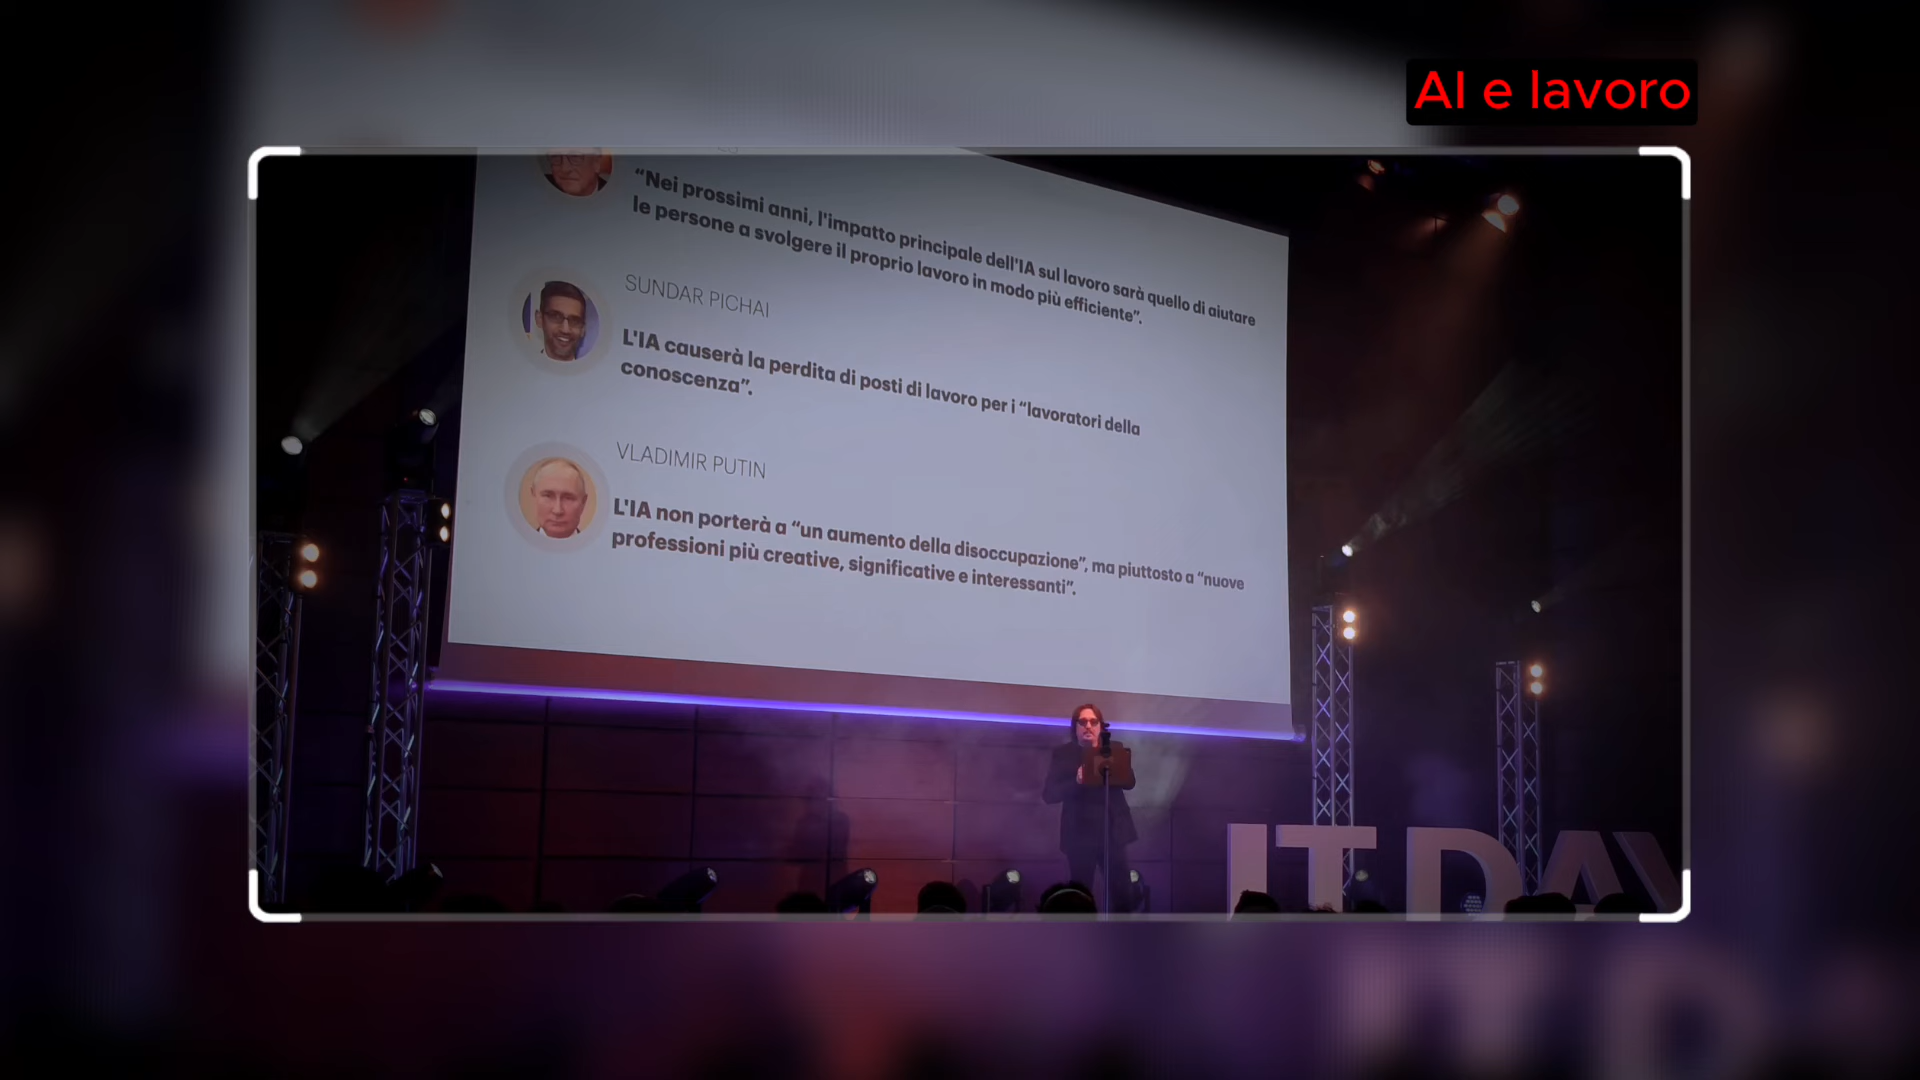 AI e lavoro
“Nei prossimi anni, l'impatto principale dell'IA sul lavoro sarà quello di aiutare
le persone a svolgere il proprio lavoro in modo più efficiente”.
SUNDAR PICHAI
L'IA causerà la perdita di posti di lavoro per i “lavoratori della
conoscenza”.
VLADIMIR PUTIN
L'IA non porterà a “un aumento della disoccupazione”, ma piuttosto a “nuove
professioni più creative, significative e interessanti”.
IT DAY